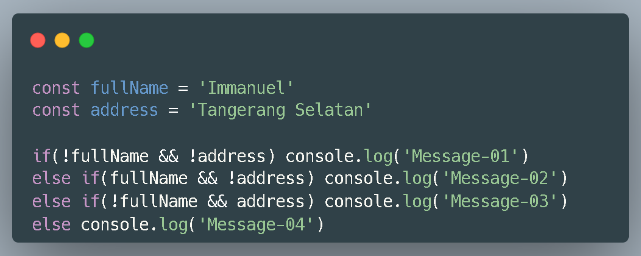 const fullName = 'Immanuel'
const address = 'Tangerang Selatan'
if(!fullName && !address) console.log('Message-01')
else if(fullName && !address) console.log('Message-02')
else if(!fullName && address) console.log('Message-03')
else console.log('Message-04')